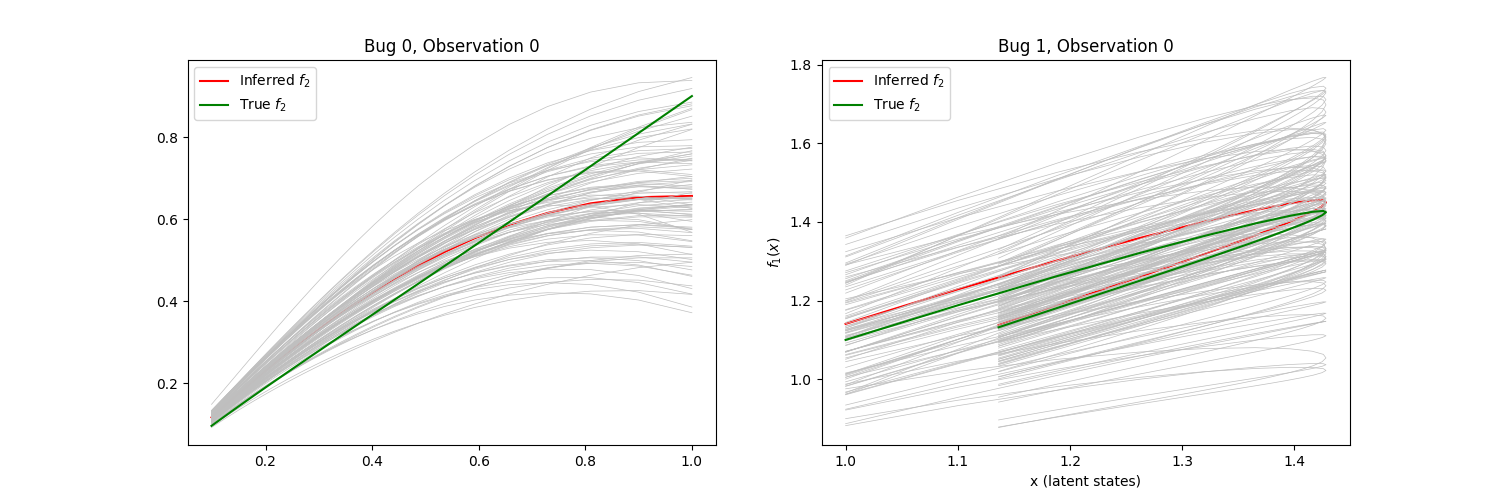 Bug 0, Observation 0
Inferred f₂
True f₂
0.8
0.6
0.4
0.2
0.2 0.4 0.6 0.8 1.0
Bug 1, Observation 0
Inferred f₂
True f₂
1.8
1.6
1.4
1.2
1.0
f₁(x)
1.0 1.1 1.2 1.3 1.4
x (latent states)